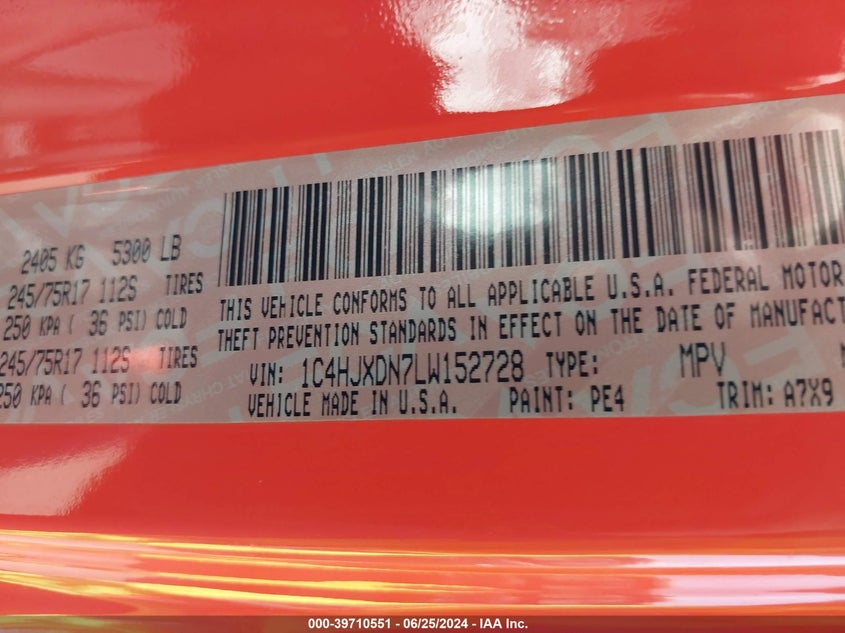 2405 KG 5300 LB
245/75R17 112S TIRES
250 KPA ( 36 PSI) COLD
245/75R17 112S TIRES
250 KPA ( 36 PSI) COLD
THIS VEHICLE CONFORMS TO ALL APPLICABLE U.S.A. FEDERAL MOTOR
THEFT PREVENTION STANDARDS IN EFFECT ON THE DATE OF MANUFACT
VIN: 1C4HJXDN7LW152728 TYPE: MPV
VEHICLE MADE IN U.S.A. PAINT: PE4 TRIM: A7X9
000-39710551 - 06/25/2024 - IAA Inc.